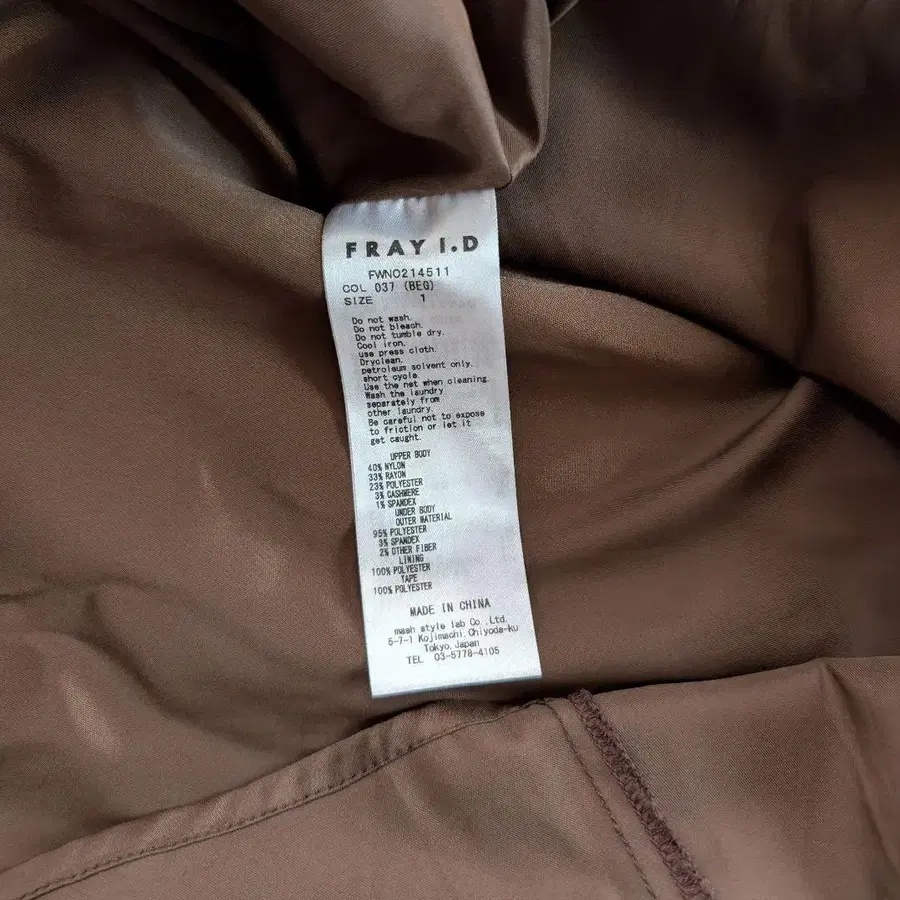 FRAY I.D
FWNO214511
COL 037 (BEG)
SIZE 1
Do not wash.
Do not bleach.
Do not tumble dry.
Cool iron.
use press cloth.
Dryclean.
petroleum solvent only.
short cycle.
Use the net when cleaning.
Wash the laundry
separately from
other laundry.
Be careful not to expose
to friction or let it
get caught.
UPPER BODY
40% NYLON
33% RAYON
23% POLYESTER
3% CASHMERE
1% SPANDEX
UNDER BODY
OUTER MATERIAL
95% POLYESTER
3% SPANDEX
2% OTHER FIBER
LINING
100% POLYESTER
TAPE
100% POLYESTER
MADE IN CHINA
mash style lab Co.,Ltd.
5-7-1 Kojimachi,Chiyoda-ku
Tokyo,Japan
TEL 03-5778-4105